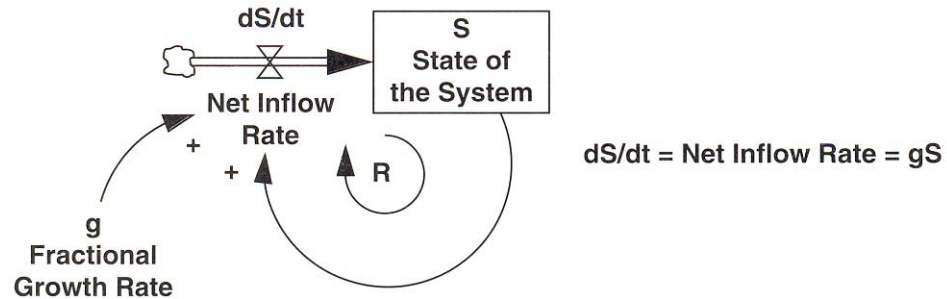 dS/dt
S
State of
the System
Net Inflow
Rate
+
+
R
dS/dt = Net Inflow Rate = gS
g
Fractional
Growth Rate